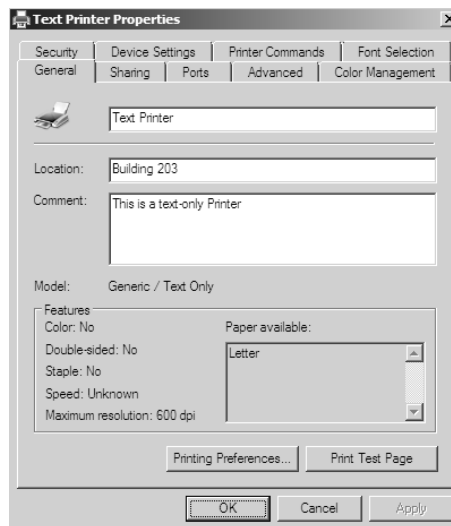 Text Printer Properties
Security Device Settings Printer Commands Font Selection
General Sharing Ports Advanced Color Management
Text Printer
Location: Building 203
Comment: This is a text-only Printer
Model: Generic / Text Only
Features
Color: No Paper available:
Double-sided: No Letter
Staple: No
Speed: Unknown
Maximum resolution: 600 dpi
Printing Preferences... Print Test Page
OK Cancel Apply